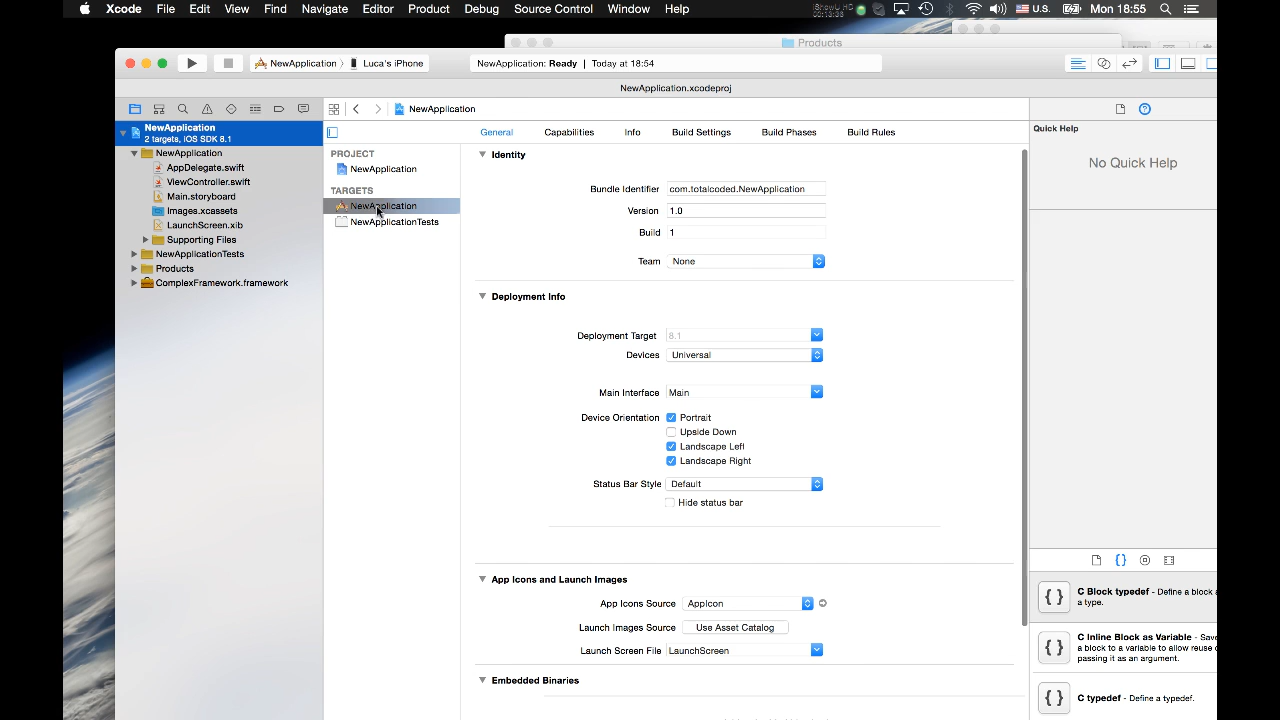 Xcode File Edit View Find Navigate Editor Product Debug Source Control Window Help
iShowU HD U.S. Mon 18:55
Products
NewApplication Luca's iPhone
NewApplication: Ready | Today at 18:54
NewApplication.xcodeproj
NewApplication
2 targets, iOS SDK 8.1
NewApplication
AppDelegate.swift
ViewController.swift
Main.storyboard
Images.xcassets
LaunchScreen.xib
Supporting Files
NewApplicationTests
Products
ComplexFramework.framework
NewApplication
General Capabilities Info Build Settings Build Phases Build Rules
PROJECT
NewApplication
TARGETS
NewApplication
NewApplicationTests
Identity
Bundle Identifier com.totalcoded.NewApplication
Version 1.0
Build 1
Team None
Deployment Info
Deployment Target 8.1
Devices Universal
Main Interface Main
Device Orientation Portrait
Upside Down
Landscape Left
Landscape Right
Status Bar Style Default
Hide status bar
App Icons and Launch Images
App Icons Source AppIcon
Launch Images Source Use Asset Catalog
Launch Screen File LaunchScreen
Embedded Binaries
Quick Help
No Quick Help
{ } C Block typedef - Define a block a
a type.
{ } C Inline Block as Variable - Save
a block to a variable to allow reuse o
passing it as an argument.
{ } C typedef - Define a typedef.